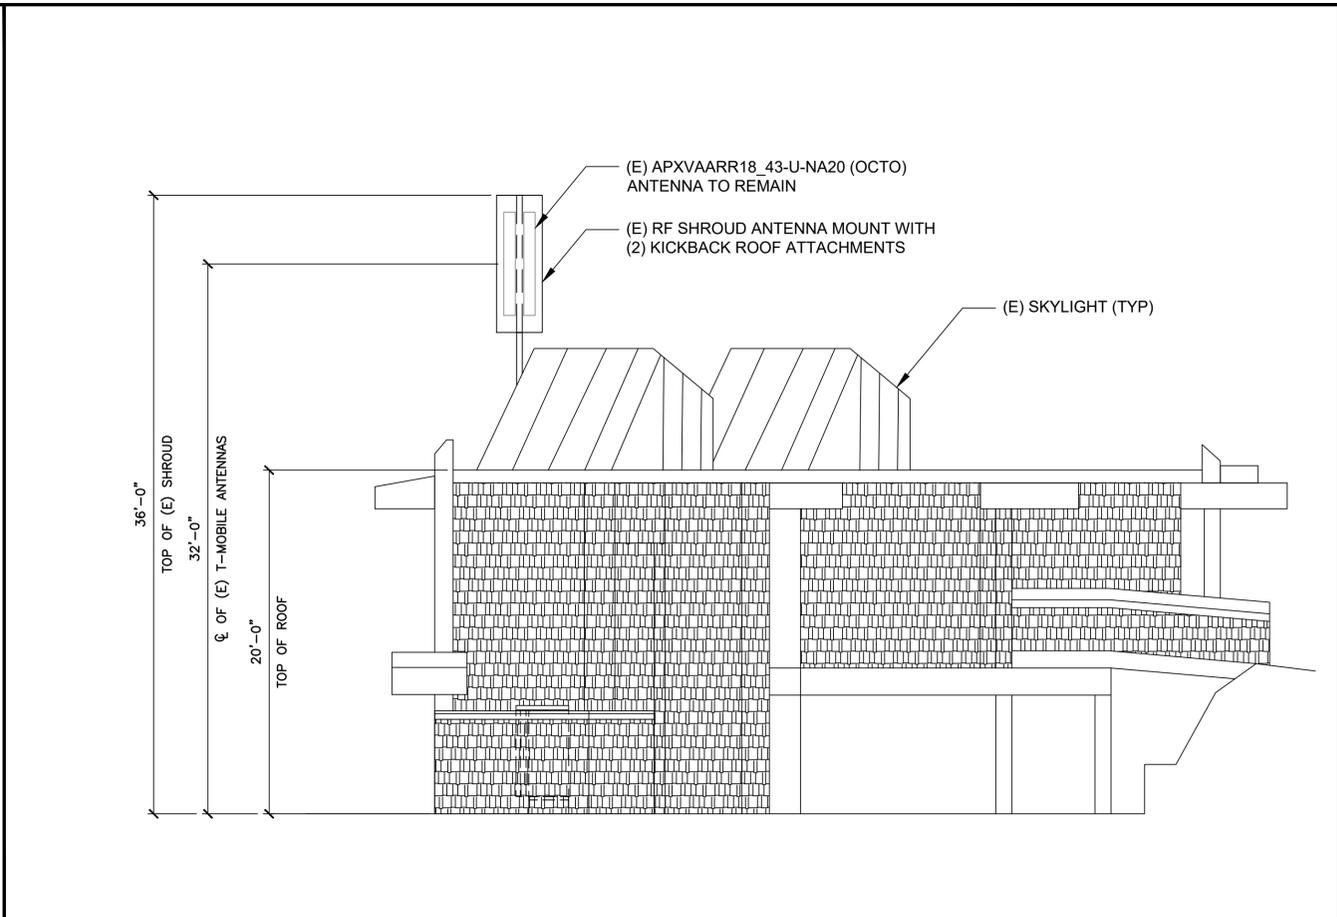 (E) APXVAARR18_43-U-NA20 (OCTO)
ANTENNA TO REMAIN
(E) RF SHROUD ANTENNA MOUNT WITH
(2) KICKBACK ROOF ATTACHMENTS
(E) SKYLIGHT (TYP)
36'-0"
TOP OF (E) SHROUD
32'-0"
℄ OF (E) T-MOBILE ANTENNAS
20'-0"
TOP OF ROOF